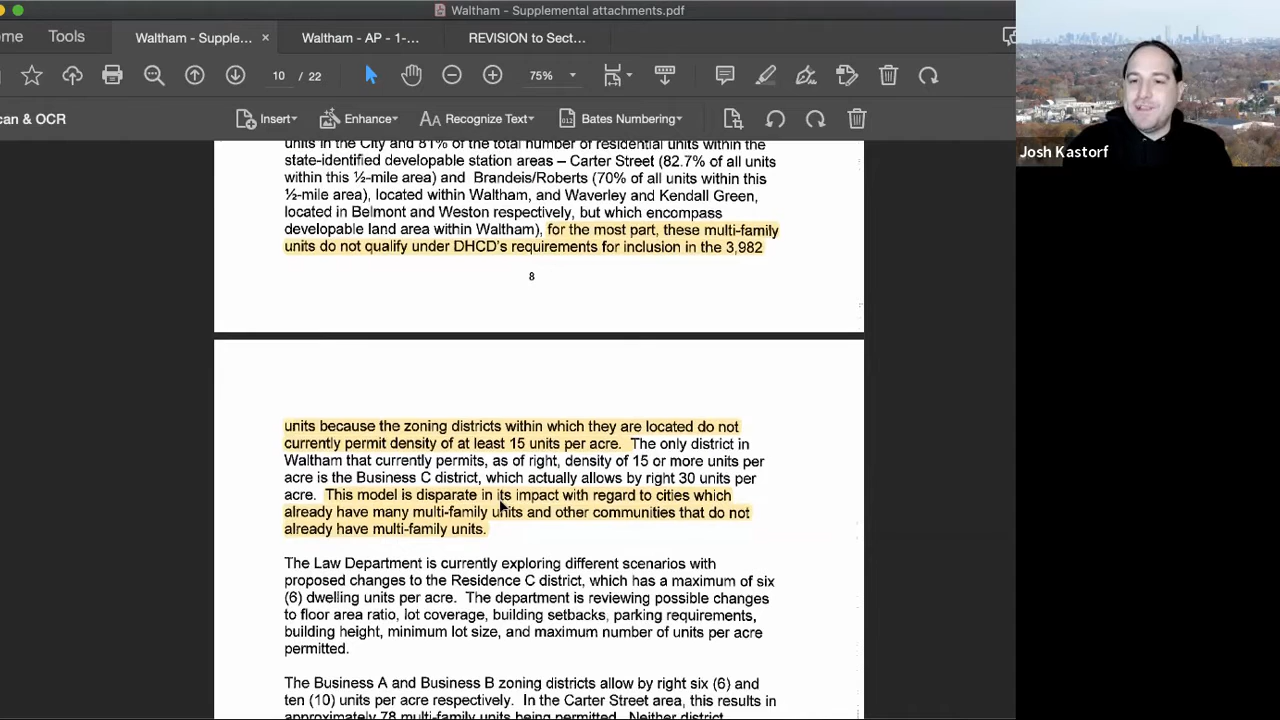 Waltham - Supplemental attachments.pdf
me
Tools
Waltham - Supple...
×
Waltham - AP - 1-...
REVISION to Sect...
10 / 22
75%
can & OCR
Insert
Enhance
Recognize Text
Bates Numbering
Josh Kastorf
units in the City and 81% of the total number of residential units within the
state-identified developable station areas – Carter Street (82.7% of all units
within this ½-mile area) and Brandeis/Roberts (70% of all units within this
½-mile area), located within Waltham, and Waverley and Kendall Green,
located in Belmont and Weston respectively, but which encompass
developable land area within Waltham), for the most part, these multi-family
units do not qualify under DHCD's requirements for inclusion in the 3,982
8
units because the zoning districts within which they are located do not
currently permit density of at least 15 units per acre. The only district in
Waltham that currently permits, as of right, density of 15 or more units per
acre is the Business C district, which actually allows by right 30 units per
acre. This model is disparate in its impact with regard to cities which
already have many multi-family units and other communities that do not
already have multi-family units.
The Law Department is currently exploring different scenarios with
proposed changes to the Residence C district, which has a maximum of six
(6) dwelling units per acre. The department is reviewing possible changes
to floor area ratio, lot coverage, building setbacks, parking requirements,
building height, minimum lot size, and maximum number of units per acre
permitted.
The Business A and Business B zoning districts allow by right six (6) and
ten (10) units per acre respectively. In the Carter Street area, this results in
approximately 78 multi-family units being permitted. Neither district